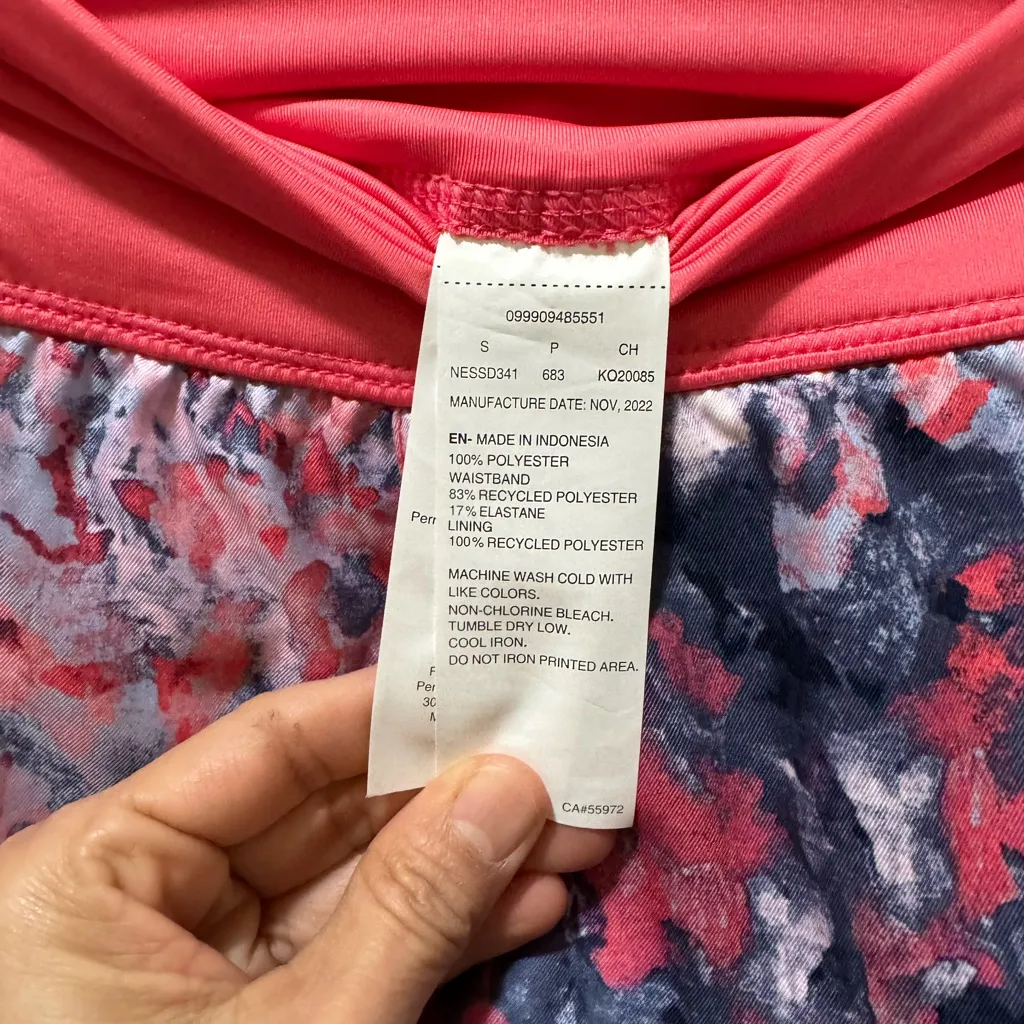 099909485551
S P CH
NESSD341 683 KO20085
MANUFACTURE DATE: NOV, 2022
EN- MADE IN INDONESIA
100% POLYESTER
WAISTBAND
83% RECYCLED POLYESTER
17% ELASTANE
LINING
100% RECYCLED POLYESTER
MACHINE WASH COLD WITH
LIKE COLORS.
NON-CHLORINE BLEACH.
TUMBLE DRY LOW.
COOL IRON.
DO NOT IRON PRINTED AREA.
CA#55972
30